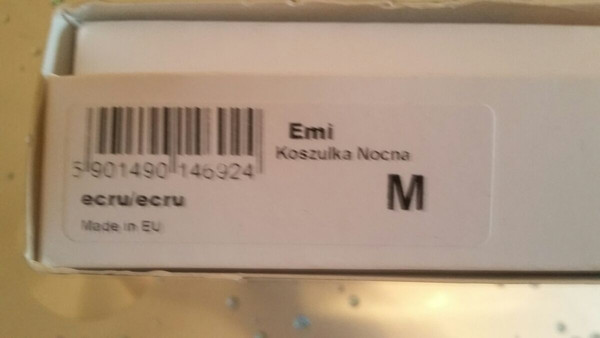 Emi
Koszulka Nocna
5 901490 146924
ecru/ecru
M
Made in EU